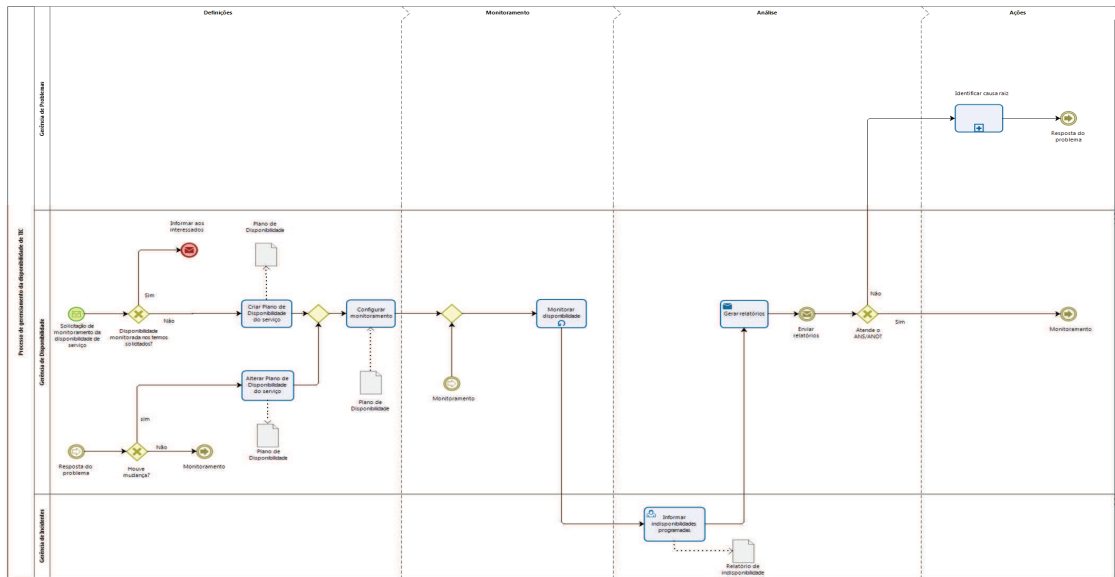 Definições
Monitoramento
Análise
Ações
Processo de gerenciamento da disponibilidade de TIC
Gerência de Problemas
Identificar causa raiz
Resposta do
problema
Gerência de Disponibilidade
Informar aos
interessados
Plano de
Disponibilidade
Sim
Não
Solicitação de
monitoramento da
disponibilidade de
serviço
Disponibilidade
monitorada nos termos
solicitados?
Criar Plano de
Disponibilidade
do serviço
Configurar
monitoramento
Monitorar
disponibilidade
Gerar relatórios
Enviar
relatórios
Não
Sim
Atende o
ANS/ANO?
Monitoramento
Alterar Plano de
Disponibilidade
do serviço
Monitoramento
Plano de
Disponibilidade
sim
Não
Resposta do
problema
Houve
mudança?
Monitoramento
Plano de
Disponibilidade
Gerência de Incidentes
Informar
indisponibilidades
programadas
Relatório de
indisponibilidade